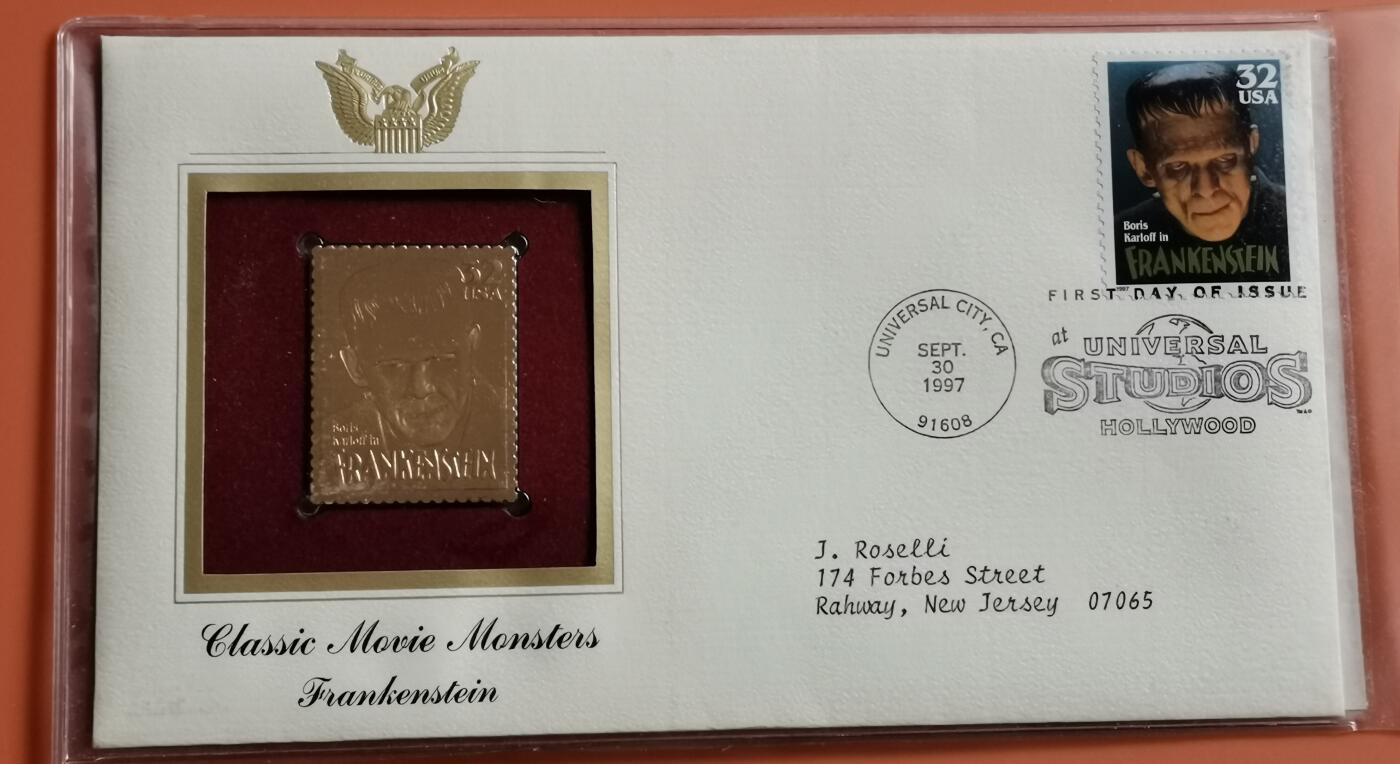 32
USA
Boris
Karloff in
FRANKENSTEIN
Classic Movie Monsters
Frankenstein
32
USA
Boris
Karloff in
FRANKENSTEIN
1997
FIRST DAY OF ISSUE
at
UNIVERSAL
STUDIOS
HOLLYWOOD
UNIVERSAL CITY, CA
SEPT.
30
1997
91608
J. Roselli
174 Forbes Street
Rahway, New Jersey 07065